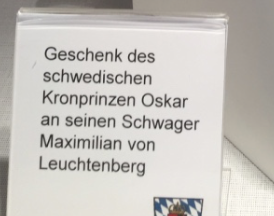 Geschenk des
schwedischen
Kronprinzen Oskar
an seinen Schwager
Maximilian von
Leuchtenberg